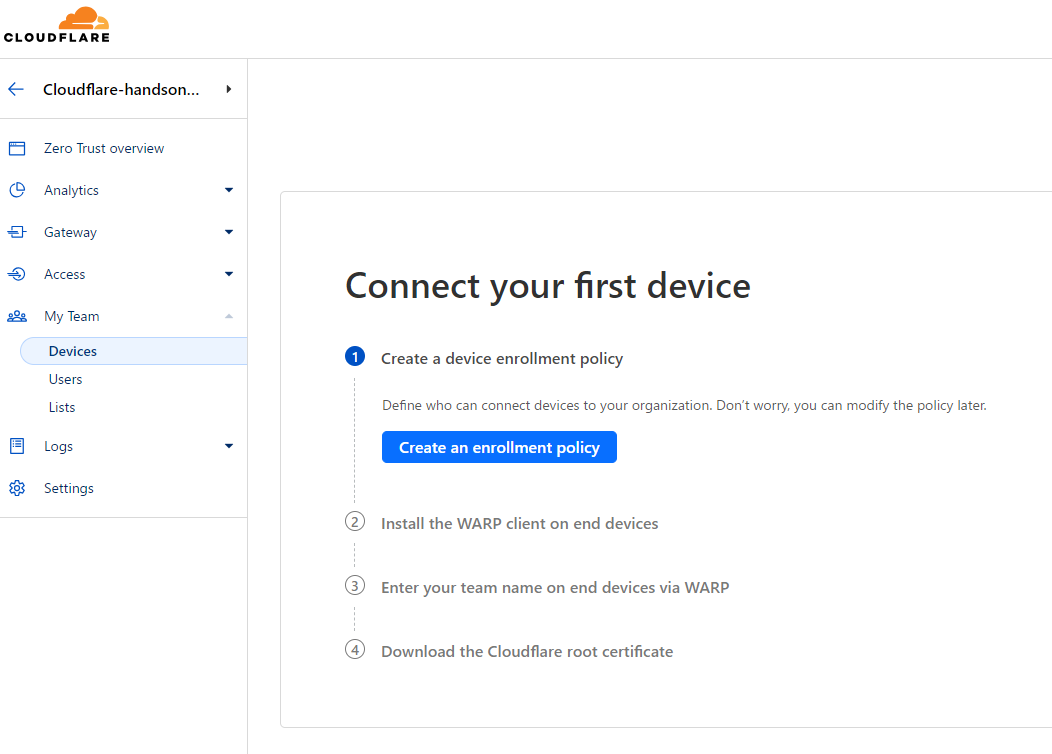 CLOUDFLARE
Cloudflare-handson...
Zero Trust overview
Analytics
Gateway
Access
My Team
Devices
Users
Lists
Logs
Settings
Connect your first device
1 Create a device enrollment policy
Define who can connect devices to your organization. Don’t worry, you can modify the policy later.
Create an enrollment policy
2 Install the WARP client on end devices
3 Enter your team name on end devices via WARP
4 Download the Cloudflare root certificate